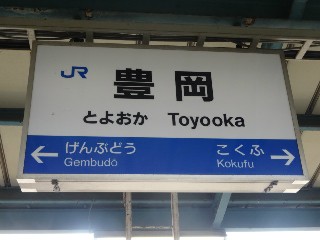 JR 豊岡
とよおか Toyooka
← げんぶどう こくふ →
Gembudō Kokufu